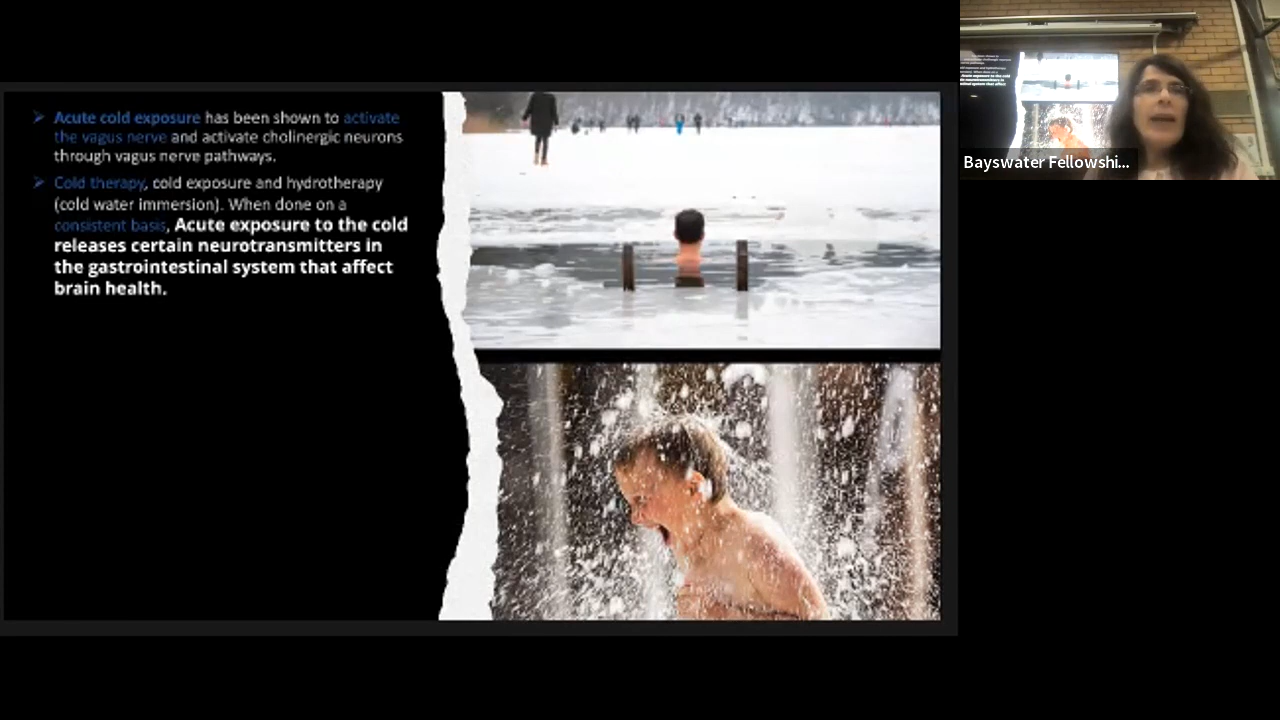 Acute cold exposure has been shown to activate
the vagus nerve and activate cholinergic neurons
through vagus nerve pathways.
Cold therapy, cold exposure and hydrotherapy
(cold water immersion). When done on a
consistent basis, Acute exposure to the cold
releases certain neurotransmitters in
the gastrointestinal system that affect
brain health.
Bayswater Fellowshi...